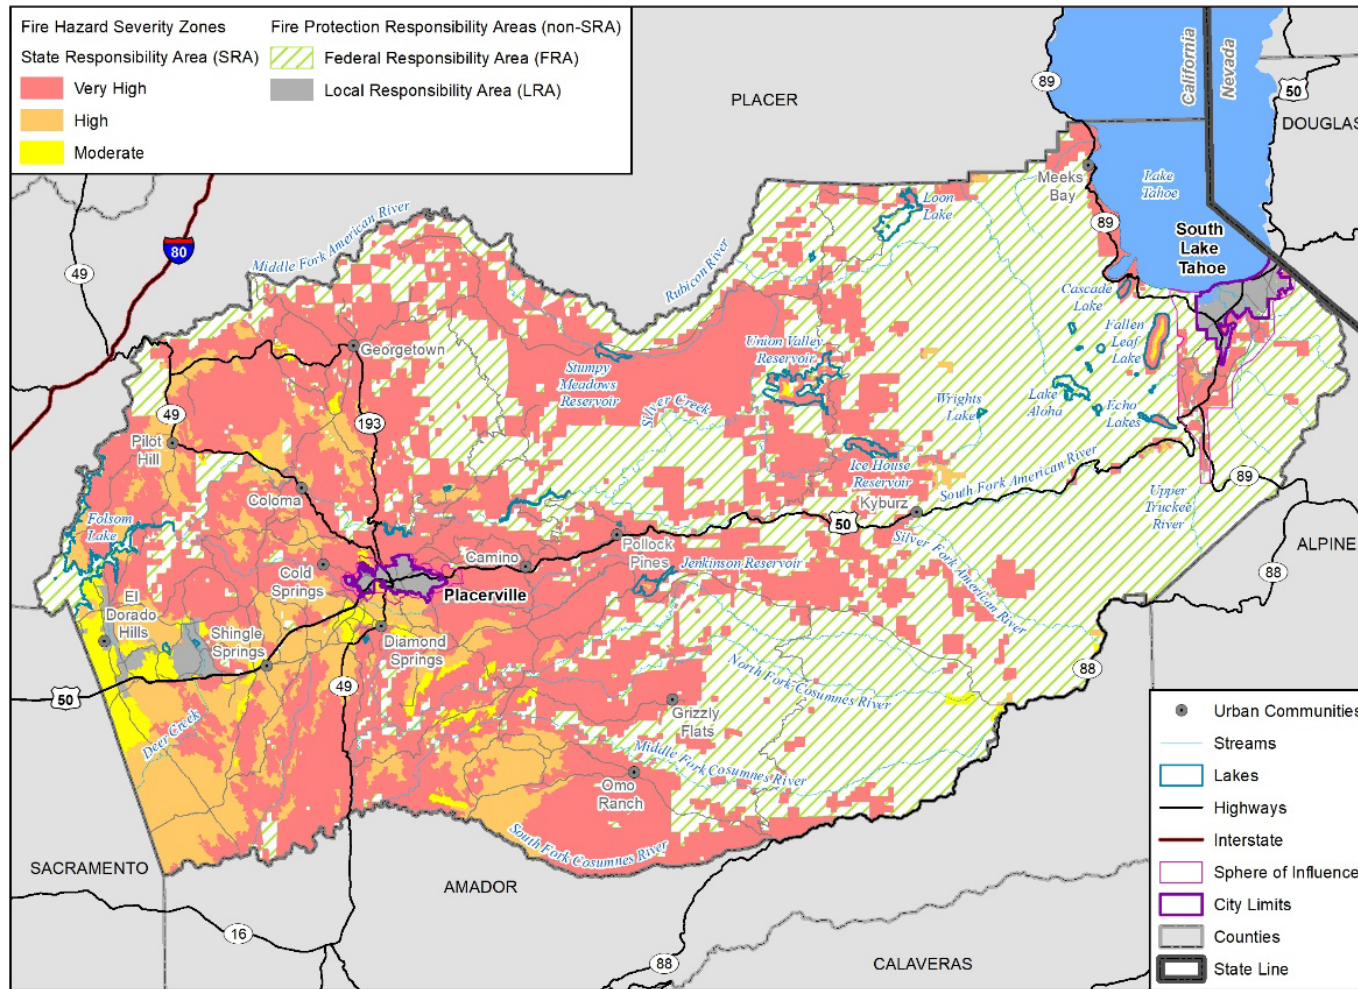 Fire Hazard Severity Zones
State Responsibility Area (SRA)
Very High
High
Moderate
Fire Protection Responsibility Areas (non-SRA)
Federal Responsibility Area (FRA)
Local Responsibility Area (LRA)
PLACER
89
California
Nevada
50
DOUGLAS
Meeks
Bay
Lake
Tahoe
Loon
Lake
89
South
Lake
Tahoe
49
80
Middle Fork American River
Rubicon River
Cascade
Lake
Fallen
Leaf
Lake
Georgetown
Union Valley
Reservoir
Stumpy
Meadows
Reservoir
Silver Creek
Wrights
Lake
Lake
Aloha
Echo
Lakes
49
193
Pilot
Hill
Ice House
Reservoir
South Fork American River
89
Coloma
Kyburz
Upper
Truckee
River
Folsom
Lake
50
Silver Fork American River
Pollock
Pines
Camino
Jenkinson Reservoir
ALPINE
88
Cold
Springs
Placerville
El
Dorado
Hills
Shingle
Springs
Diamond
Springs
88
50
49
North Fork Cosumnes River
Deer Creek
Grizzly
Flats
Middle Fork Cosumnes River
Omo
Ranch
South Fork Cosumnes River
SACRAMENTO
AMADOR
16
88
CALAVERAS
Urban Communities
Streams
Lakes
Highways
Interstate
Sphere of Influence
City Limits
Counties
State Line